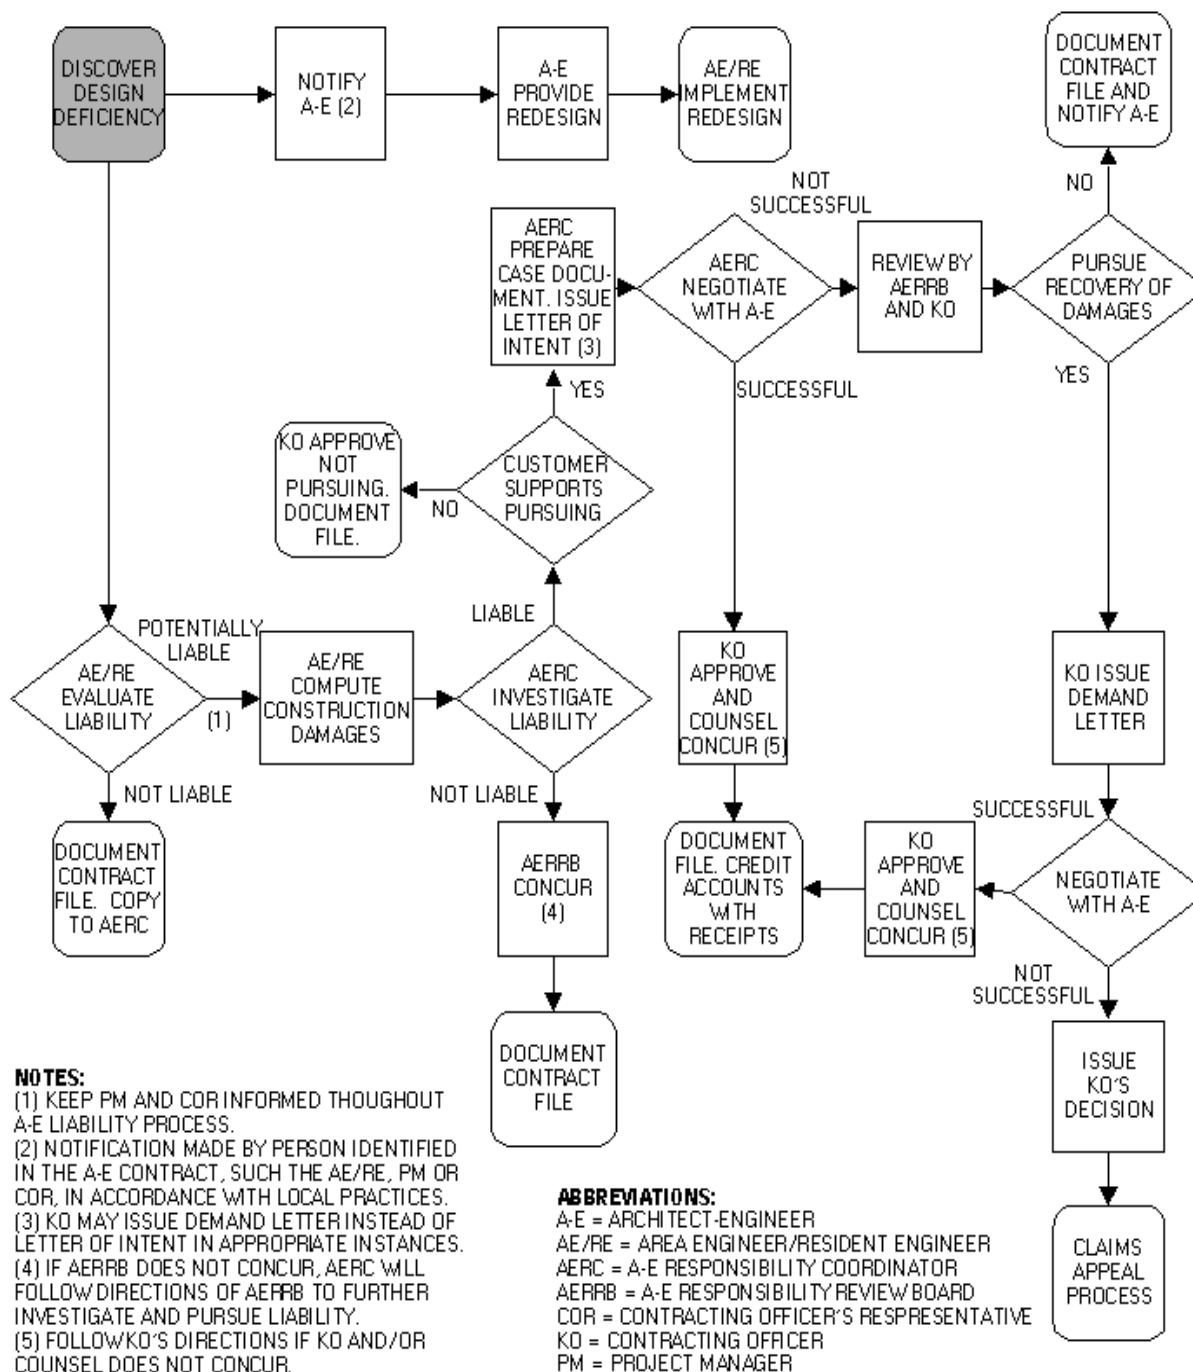 DISCOVER
DESIGN
DEFICIENCY
NOTIFY
A-E (2)
A-E
PROVIDE
REDESIGN
AE/RE
IMPLEMENT
REDESIGN
DOCUMENT
CONTRACT
FILE AND
NOTIFY A-E
NO
NOT
SUCCESSFUL
AERC
PREPARE
CASE DOCU-
MENT. ISSUE
LETTER OF
INTENT (3)
AERC
NEGOTIATE
WITH A-E
REVIEW BY
AERRB
AND KO
PURSUE
RECOVERY OF
DAMAGES
YES
SUCCESSFUL
YES
KO APPROVE
NOT
PURSUING.
DOCUMENT
FILE.
NO
CUSTOMER
SUPPORTS
PURSUING
LIABLE
POTENTIALLY
LIABLE
AE/RE
EVALUATE
LIABILITY
(1)
AE/RE
COMPUTE
CONSTRUCTION
DAMAGES
AERC
INVESTIGATE
LIABILITY
KO
APPROVE
AND
COUNSEL
CONCUR (5)
KO ISSUE
DEMAND
LETTER
NOT LIABLE
NOT LIABLE
SUCCESSFUL
DOCUMENT
CONTRACT
FILE. COPY
TO AERC
AERRB
CONCUR
(4)
DOCUMENT
FILE. CREDIT
ACCOUNTS
WITH
RECEIPTS
KO
APPROVE
AND
COUNSEL
CONCUR (5)
NEGOTIATE
WITH A-E
NOT
SUCCESSFUL
DOCUMENT
CONTRACT
FILE
ISSUE
KO'S
DECISION
CLAIMS
APPEAL
PROCESS
NOTES:
(1) KEEP PM AND COR INFORMED THOUGHOUT
A-E LIABILITY PROCESS.
(2) NOTIFICATION MADE BY PERSON IDENTIFIED
IN THE A-E CONTRACT, SUCH THE AE/RE, PM OR
COR, IN ACCORDANCE WITH LOCAL PRACTICES.
(3) KO MAY ISSUE DEMAND LETTER INSTEAD OF
LETTER OF INTENT IN APPROPRIATE INSTANCES.
(4) IF AERRB DOES NOT CONCUR, AERC WILL
FOLLOW DIRECTIONS OF AERRB TO FURTHER
INVESTIGATE AND PURSUE LIABILITY.
(5) FOLLOW KO'S DIRECTIONS IF KO AND/OR
COUNSEL DOES NOT CONCUR.
ABBREVIATIONS:
A-E = ARCHITECT-ENGINEER
AE/RE = AREA ENGINEER/RESIDENT ENGINEER
AERC = A-E RESPONSIBILITY COORDINATOR
AERRB = A-E RESPONSIBILITY REVIEW BOARD
COR = CONTRACTING OFFICER'S RESPRESENTATIVE
KO = CONTRACTING OFFICER
PM = PROJECT MANAGER